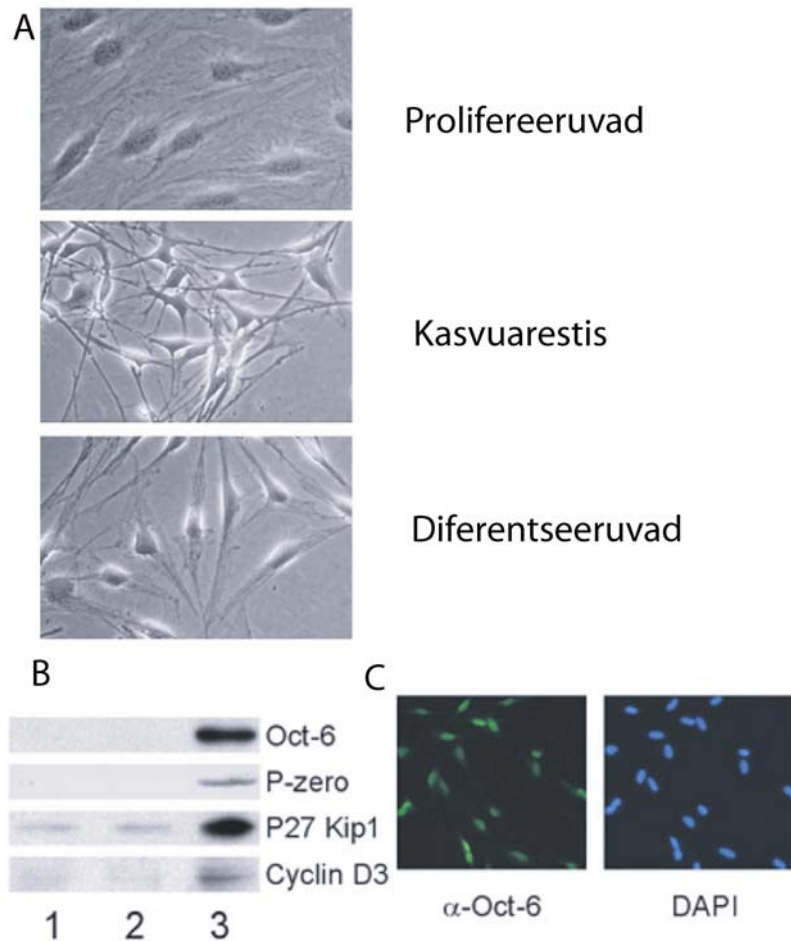 A
Prolifereeruvad
Kasvuarestis
Diferentseeruvad
B
Oct-6
P-zero
P27 Kip1
Cyclin D3
1 2 3
C
α-Oct-6 DAPI